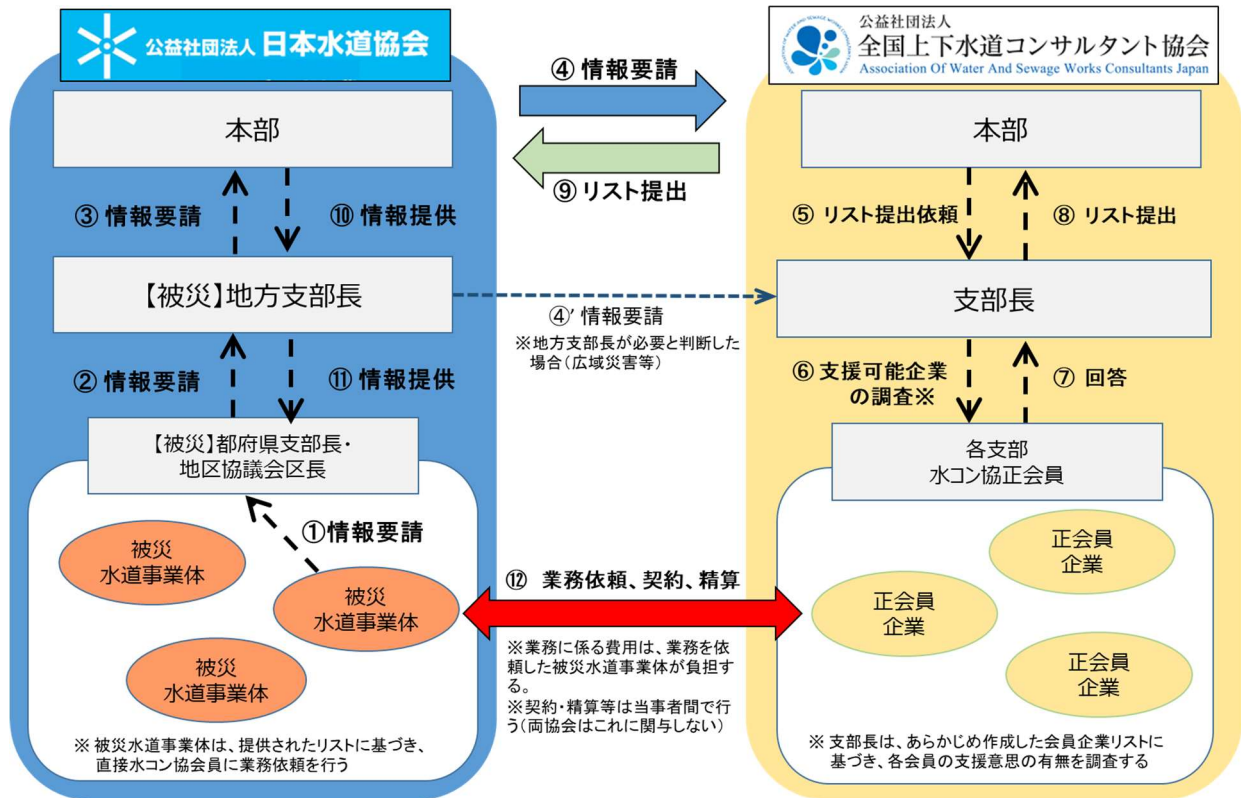 公益社団法人 日本水道協会
公益社団法人
全国上下水道コンサルタント協会
Association Of Water And Sewage Works Consultants Japan
④ 情報要請
本部
本部
⑨ リスト提出
③ 情報要請
⑩ 情報提供
⑤ リスト提出依頼
⑧ リスト提出
【被災】地方支部長
支部長
④’ 情報要請
※地方支部長が必要と判断した
場合（広域災害等）
② 情報要請
⑪ 情報提供
⑥ 支援可能企業
の調査※
⑦ 回答
【被災】都府県支部長・
地区協議会区長
各支部
水コン協正会員
①情報要請
被災
水道事業体
被災
水道事業体
被災
水道事業体
⑫ 業務依頼、契約、精算
正会員
企業
正会員
企業
正会員
企業
※業務に係る費用は、業務を依
頼した被災水道事業体が負担す
る。
※契約・精算等は当事者間で行
う（両協会はこれに関与しない）
※ 被災水道事業体は、提供されたリストに基づき、
直接水コン協会員に業務依頼を行う
※ 支部長は、あらかじめ作成した会員企業リストに
基づき、各会員の支援意思の有無を調査する